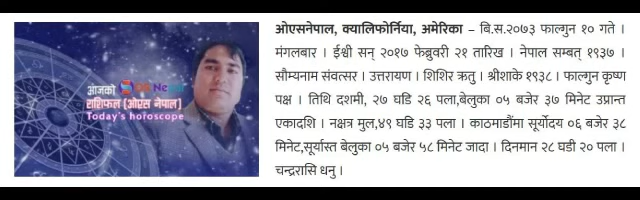 आजको OS Nepal
राशिफल (ओएस नेपाल)
Today's horoscope
ओएसनेपाल, क्यालिफोर्निया, अमेरिका – बि.स.२०७३ फाल्गुन १० गते ।
मंगलबार । ईश्वी सन् २०१७ फेब्रुवरी २१ तारिख । नेपाल सम्बत् ११३७ ।
सौम्यनाम संवत्सर । उत्तरायण । शिशिर ऋतु । श्रीशाके १९३८ । फाल्गुन कृष्ण
पक्ष । तिथि दशमी, २७ घडि २६ पला,बेलुका ०५ बजेर ३७ मिनेट उप्रान्त
एकादशि । नक्षत्र मुल,४९ घडि ३३ पला । काठमाडौंमा सूर्योदय ०६ बजेर ३८
मिनेट,सूर्यास्त बेलुका ०५ बजेर ५८ मिनेट जादा । दिनमान २८ घडी २० पला ।
चन्द्ररासि धनु ।